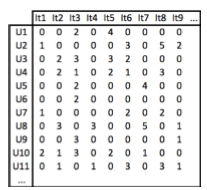 It1 It2 It3 It4 It5 It6 It7 It8 It9 ...
U1 0 0 2 0 4 0 0 0 0
U2 1 0 0 0 0 3 0 5 2
U3 0 2 3 0 3 2 0 0 0
U4 0 2 1 0 2 1 0 3 0
U5 0 0 2 0 0 0 4 0 0
U6 0 0 2 0 0 0 0 0 0
U7 1 0 0 0 0 2 0 2 0
U8 0 3 0 3 0 0 5 0 1
U9 0 0 3 0 0 0 0 0 1
U10 2 1 3 0 2 0 1 0 0
U11 0 1 0 1 0 3 0 3 1
...